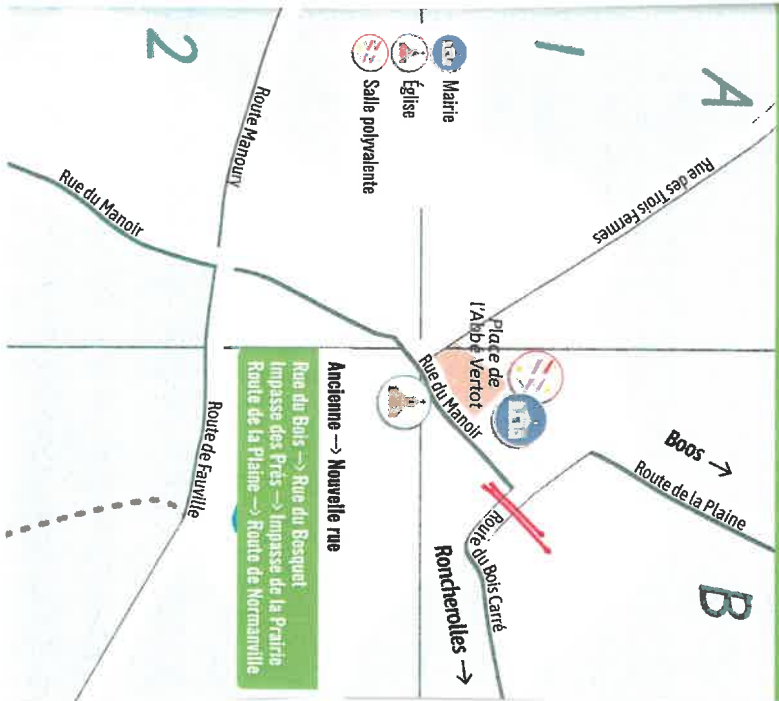 A
B
1
2
Rue des Trois Fermes
Boos →
Route de la Plaine
Place de
l'Abbé Vertot
Mairie
Église
Salle polyvalente
Rue du Manoir
Route du Bois Carré
Roncherolles →
Route Manoury
Rue du Manoir
Route de Fauville
Ancienne → Nouvelle rue
Rue du Bois → Rue du Bosquet
Impasse des Prés → Impasse de la Prairie
Route de la Plaine → Route de Normanville